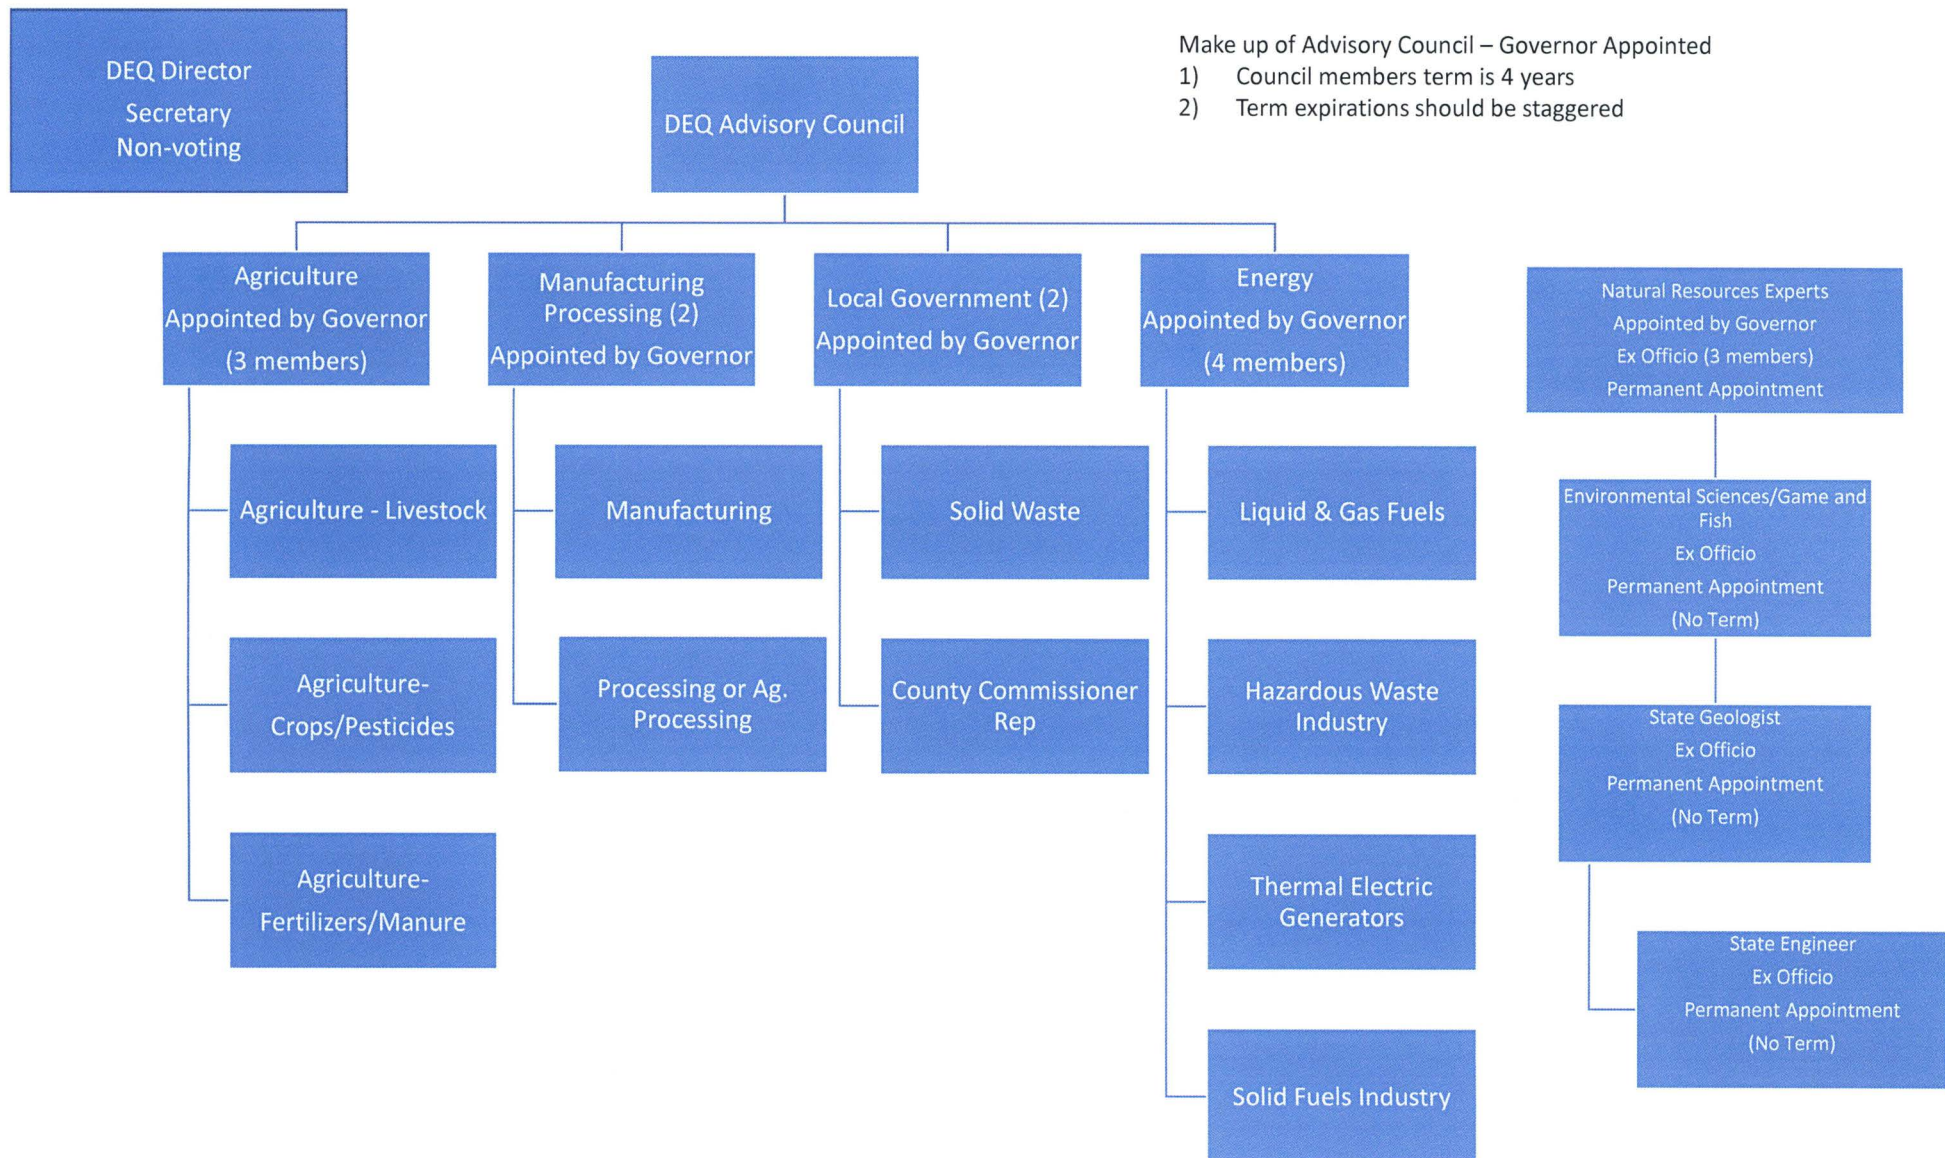 DEQ Director
Secretary
Non-voting
DEQ Advisory Council
Make up of Advisory Council – Governor Appointed
1) Council members term is 4 years
2) Term expirations should be staggered
Agriculture
Appointed by Governor
(3 members)
Manufacturing
Processing (2)
Appointed by Governor
Local Government (2)
Appointed by Governor
Energy
Appointed by Governor
(4 members)
Natural Resources Experts
Appointed by Governor
Ex Officio (3 members)
Permanent Appointment
Agriculture - Livestock
Manufacturing
Solid Waste
Liquid & Gas Fuels
Environmental Sciences/Game and
Fish
Ex Officio
Permanent Appointment
(No Term)
Agriculture-
Crops/Pesticides
Processing or Ag.
Processing
County Commissioner
Rep
Hazardous Waste
Industry
State Geologist
Ex Officio
Permanent Appointment
(No Term)
Agriculture-
Fertilizers/Manure
Thermal Electric
Generators
State Engineer
Ex Officio
Permanent Appointment
(No Term)
Solid Fuels Industry